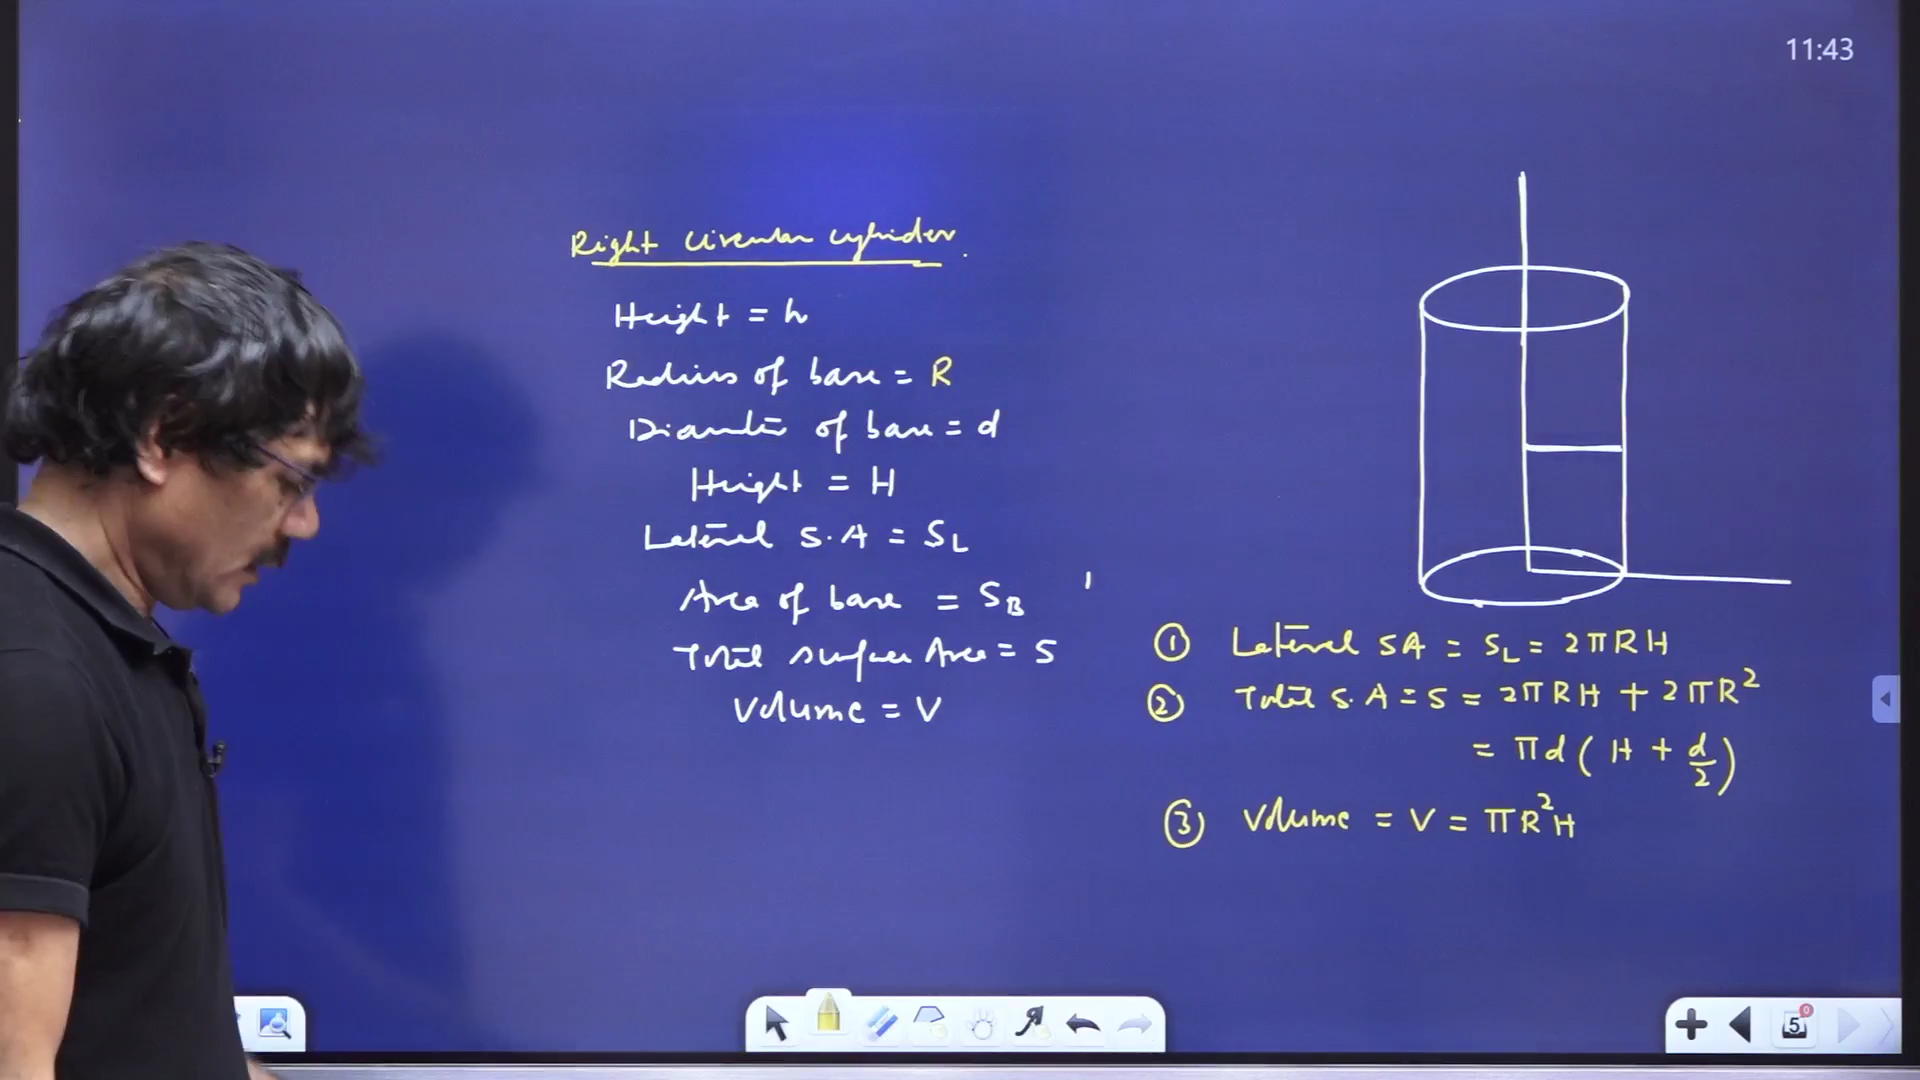 11:43
Right circular cylinder.
Height = h
Radius of base = R
Diameter of base = d
Height = H
Lateral S.A = S_L
Area of base = S_B
Total surface Area = S
Volume = V
① Lateral SA = S_L = 2πRH
② Total S.A = S = 2πRH + 2πR²
= πd(H + d/2)
③ Volume = V = πR²H
5
0